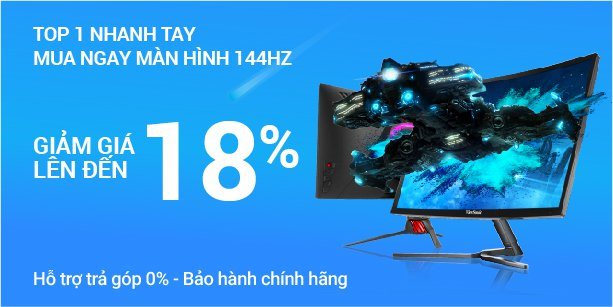 TOP 1 NHANH TAY
MUA NGAY MÀN HÌNH 144HZ
GIẢM GIÁ
LÊN ĐẾN
18%
Hỗ trợ trả góp 0% - Bảo hành chính hãng
ViewSonic